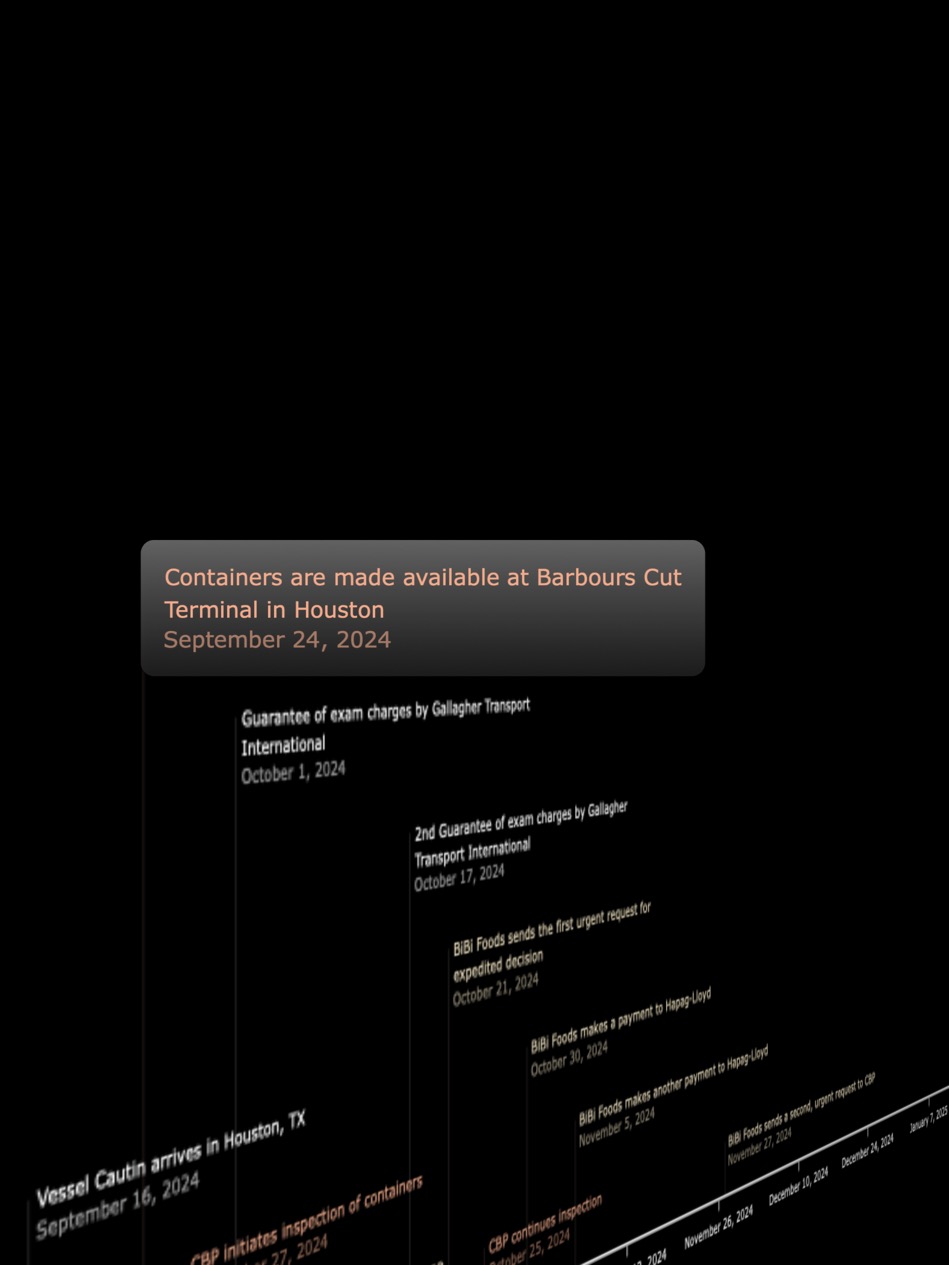 Containers are made available at Barbours Cut
Terminal in Houston
September 24, 2024
Guarantee of exam charges by Gallagher Transport
International
October 1, 2024
2nd Guarantee of exam charges by Gallagher
Transport International
October 17, 2024
BiBi Foods sends the first urgent request for
expedited decision
October 21, 2024
BiBi Foods makes a payment to Hapag-Lloyd
October 30, 2024
BiBi Foods makes another payment to Hapag-Lloyd
November 5, 2024
BiBi Foods sends a second, urgent request to CBP
November 27, 2024
Vessel Cautin arrives in Houston, TX
September 16, 2024
CBP initiates inspection of containers
27, 2024
CBP continues inspection
October 25, 2024
2024
November 26, 2024
December 10, 2024
December 24, 2024
January 7, 2025